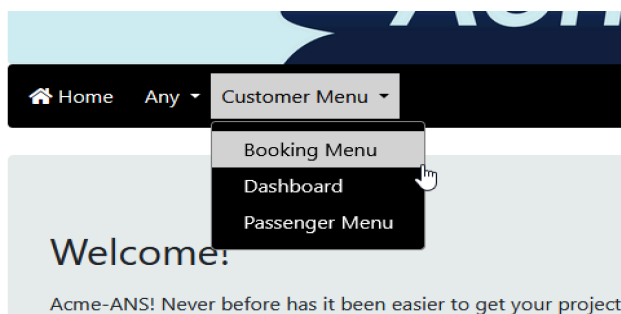 Home Any Customer Menu
Booking Menu
Dashboard
Passenger Menu
Welcome!
Acme-ANS! Never before has it been easier to get your project